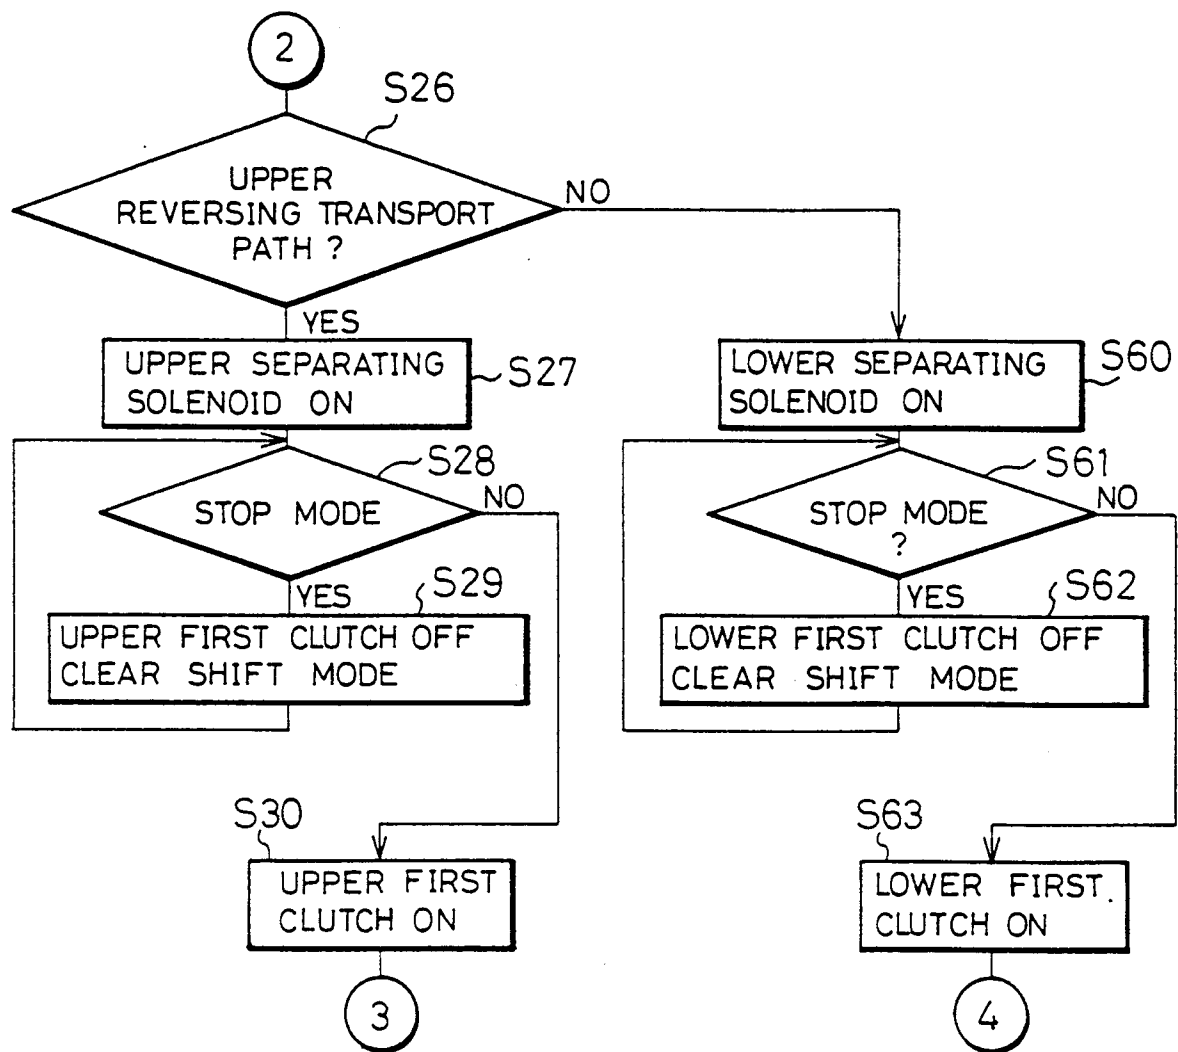 2
S26
UPPER
REVERSING TRANSPORT
PATH ?
NO
YES
UPPER SEPARATING
SOLENOID ON
S27
S28
STOP MODE
NO
YES
S29
UPPER FIRST CLUTCH OFF
CLEAR SHIFT MODE
S30
UPPER FIRST
CLUTCH ON
3
LOWER SEPARATING
SOLENOID ON
S60
S61
STOP MODE
?
NO
YES
S62
LOWER FIRST CLUTCH OFF
CLEAR SHIFT MODE
S63
LOWER FIRST
CLUTCH ON
4